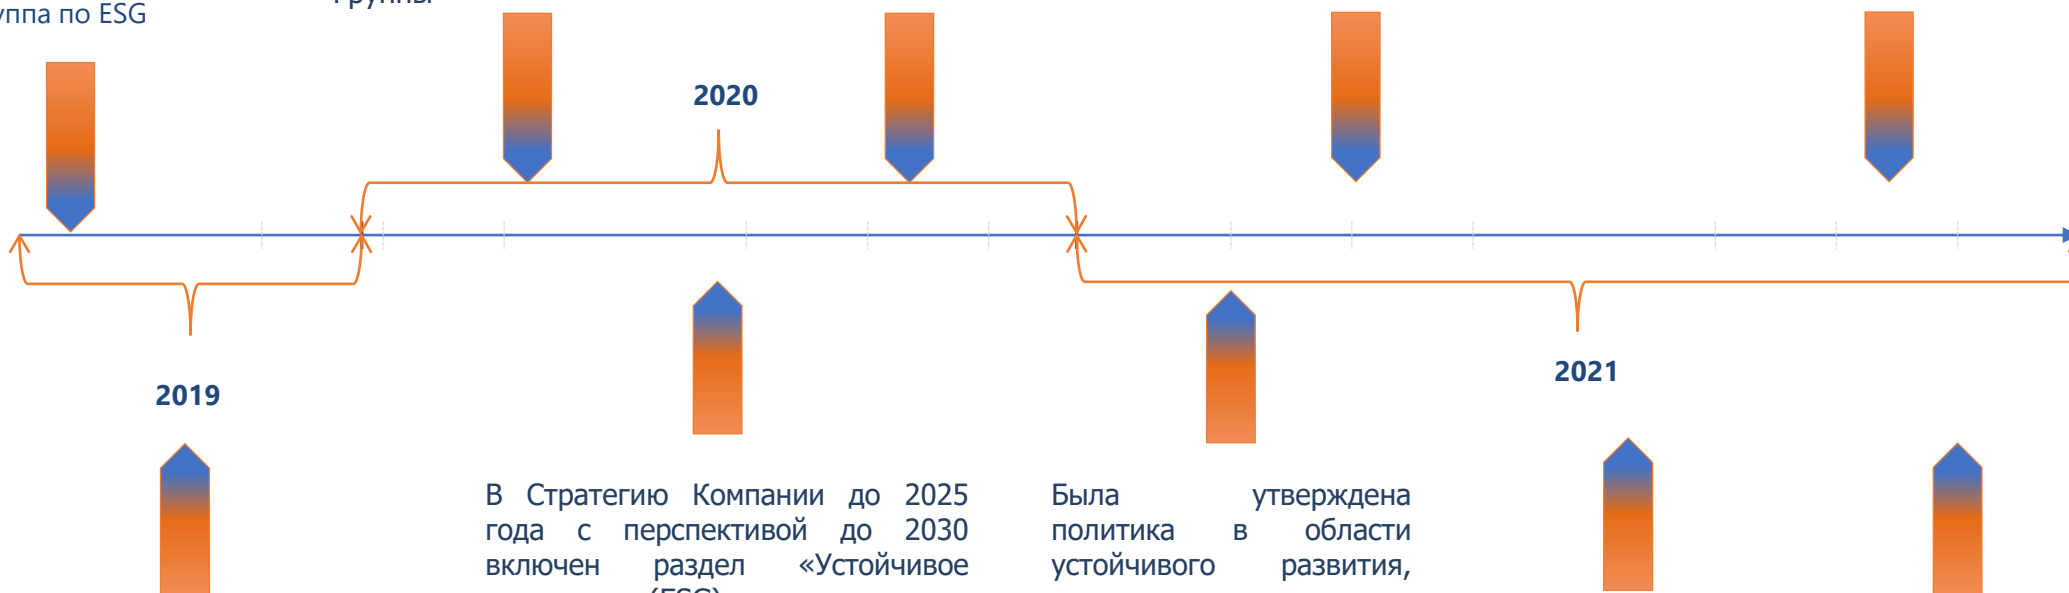 по ESG
2020
2019
2021
В Стратегию Компании до 2025
года с перспективой до 2030
включен раздел «Устойчивое
(ESG)
Была утверждена
политика в области
устойчивого развития,